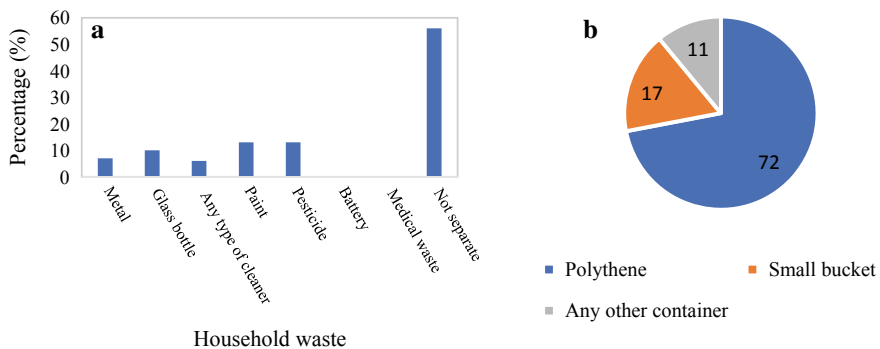 a
Percentage (%)
60
50
40
30
20
10
0
Metal
Glass bottle
Any type of cleaner
Paint
Pesticide
Battery
Medical waste
Not separate
Household waste
b
11
17
72
Polythene
Small bucket
Any other container